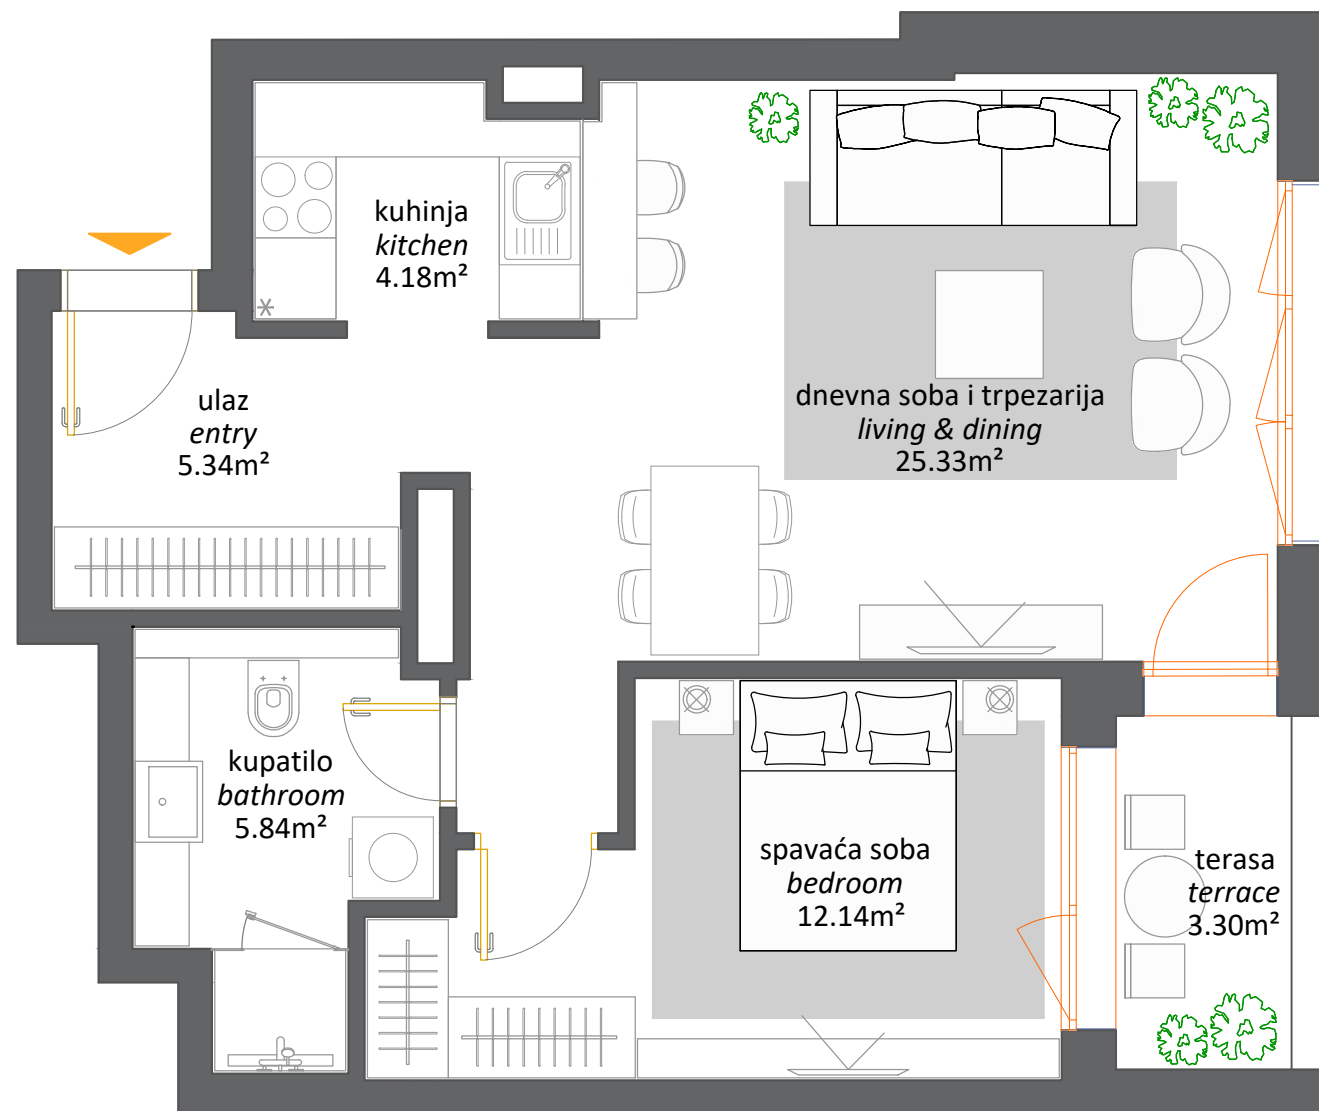 kuhinja
kitchen
4.18m²
ulaz
entry
5.34m²
dnevna soba i trpezarija
living & dining
25.33m²
kupatilo
bathroom
5.84m²
spavaća soba
bedroom
12.14m²
terasa
terrace
3.30m²